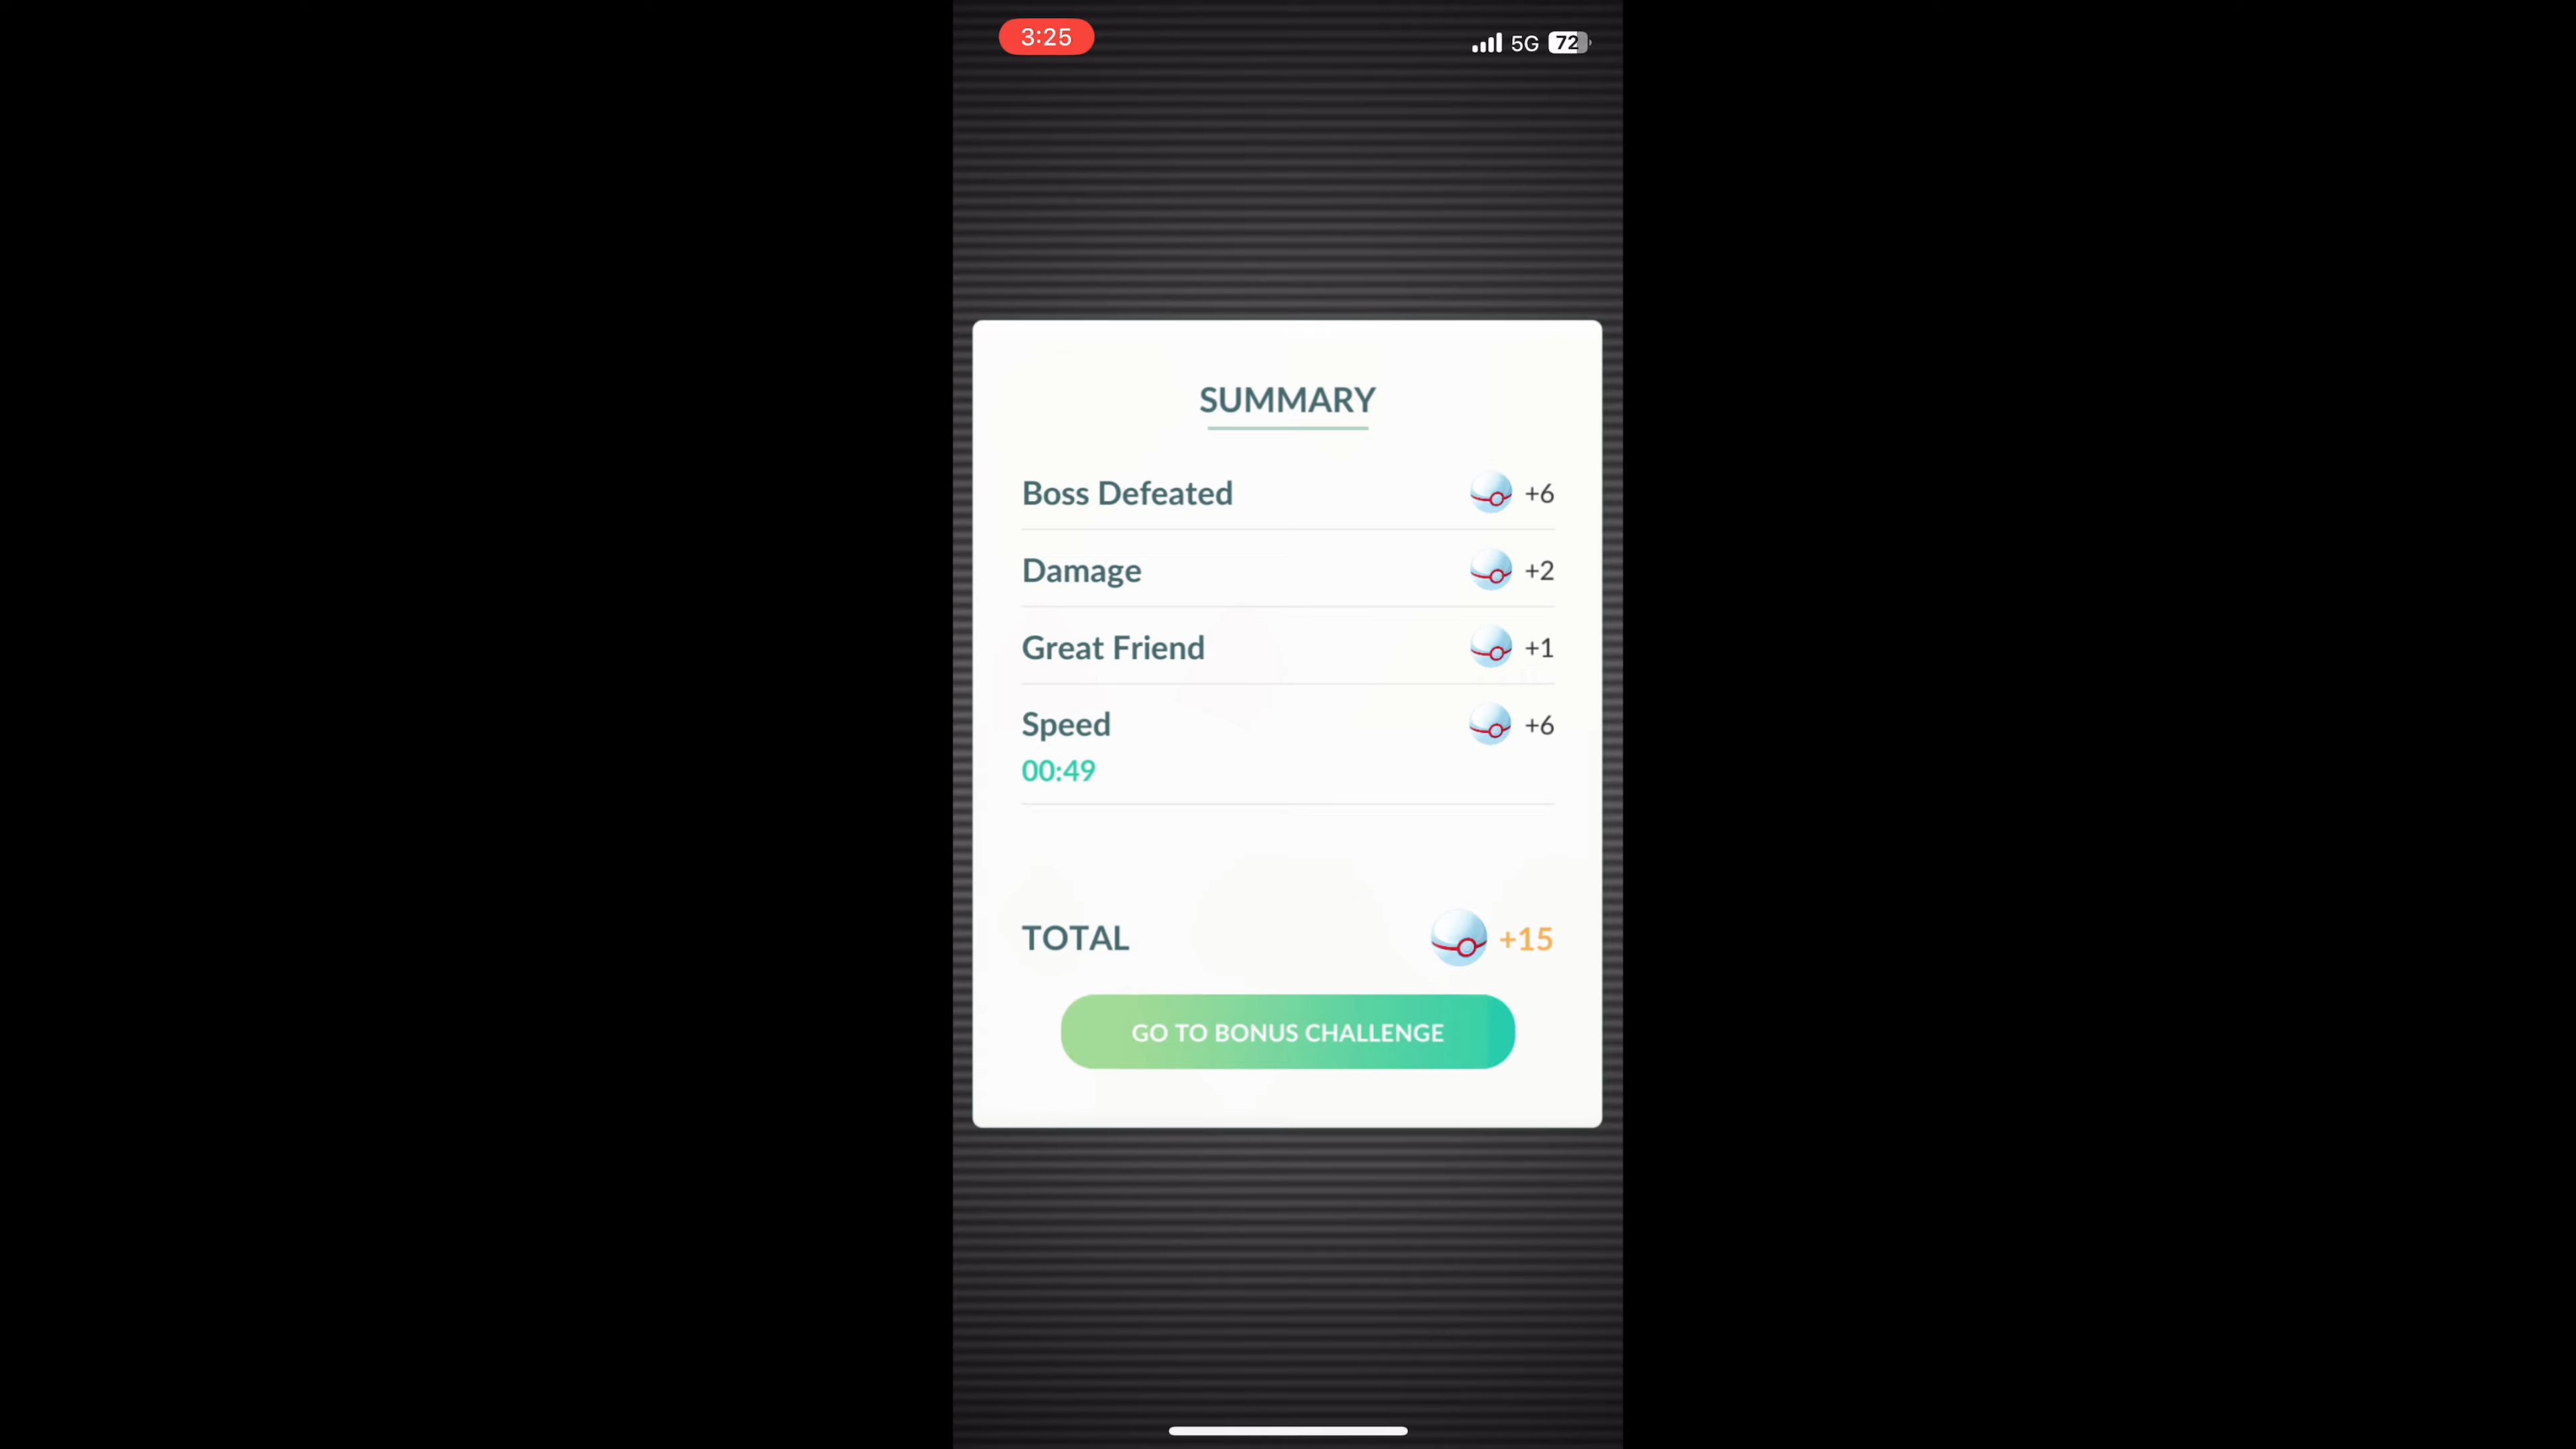 3:25
5G 72
SUMMARY
Boss Defeated +6
Damage +2
Great Friend +1
Speed +6
00:49
TOTAL +15
GO TO BONUS CHALLENGE